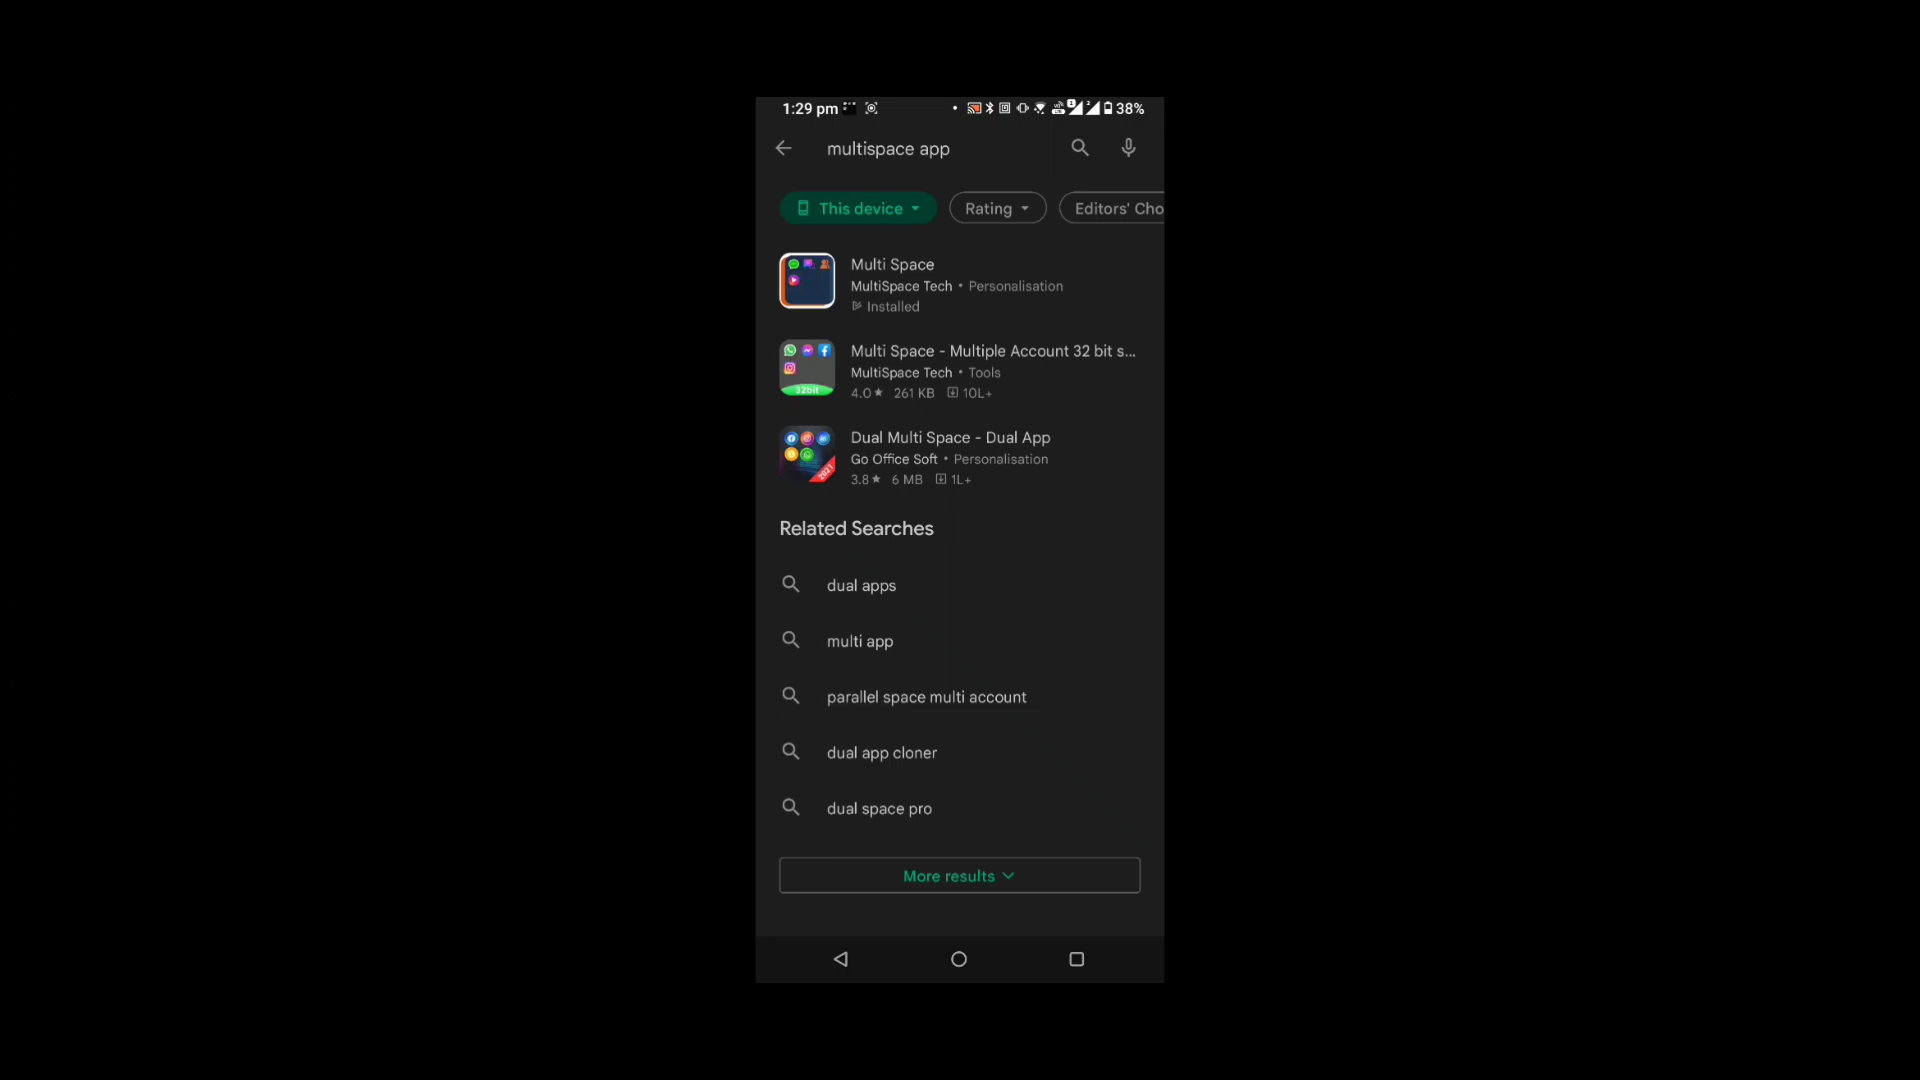 1:29 pm 38%
multispace app
This device Rating Editors' Cho
Multi Space
MultiSpace Tech • Personalisation
Installed
Multi Space - Multiple Account 32 bit s...
MultiSpace Tech • Tools
32bit
4.0★ 261 KB 10L+
Dual Multi Space - Dual App
Go Office Soft • Personalisation
2021
3.8★ 6 MB 1L+
Related Searches
dual apps
multi app
parallel space multi account
dual app cloner
dual space pro
More results